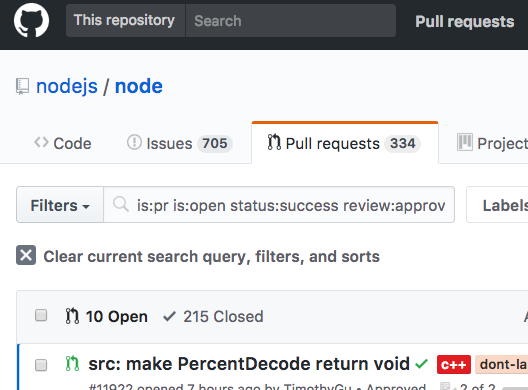 This repository Search Pull requests
nodejs / node
Code Issues 705 Pull requests 334
Filters is:pr is:open status:success review:approv Labels
Clear current search query, filters, and sorts
10 Open 215 Closed
src: make PercentDecode return void c++ dont-la
#11922 opened 7 hours ago by TimothyGu • Approved 2 of 2